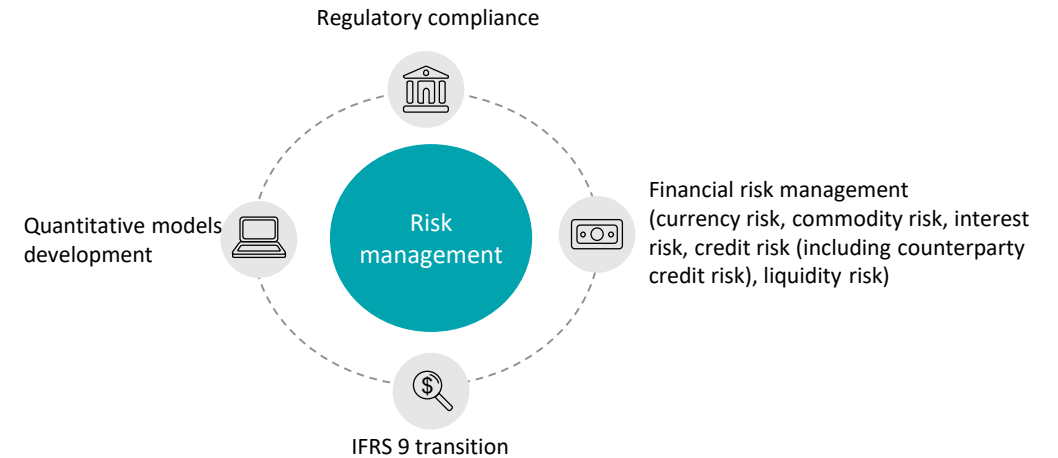 Regulatory compliance
Quantitative models
development
Risk
management
Financial risk management
(currency risk, commodity risk, interest
risk, credit risk (including counterparty
credit risk), liquidity risk)
$
IFRS 9 transition